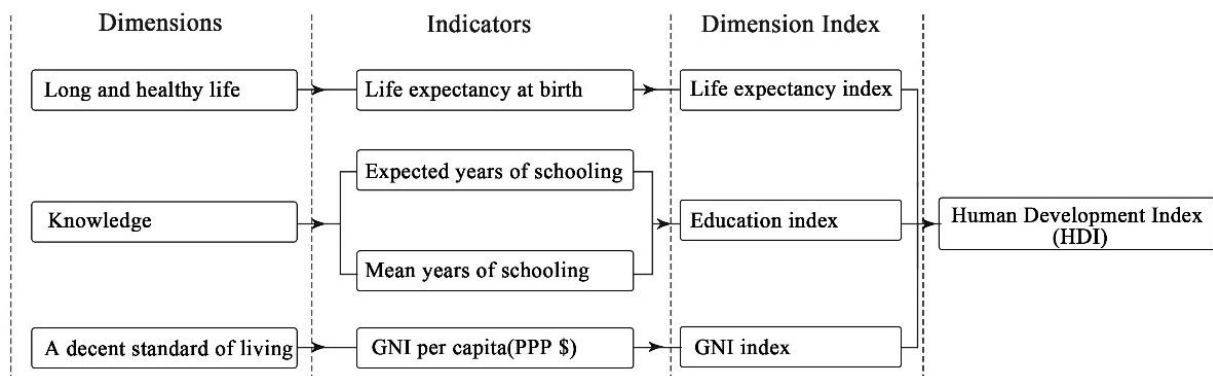 Dimensions
Indicators
Dimension Index
Long and healthy life
Life expectancy at birth
Life expectancy index
Expected years of schooling
Knowledge
Education index
Human Development Index
(HDI)
Mean years of schooling
A decent standard of living
GNI per capita(PPP $)
GNI index